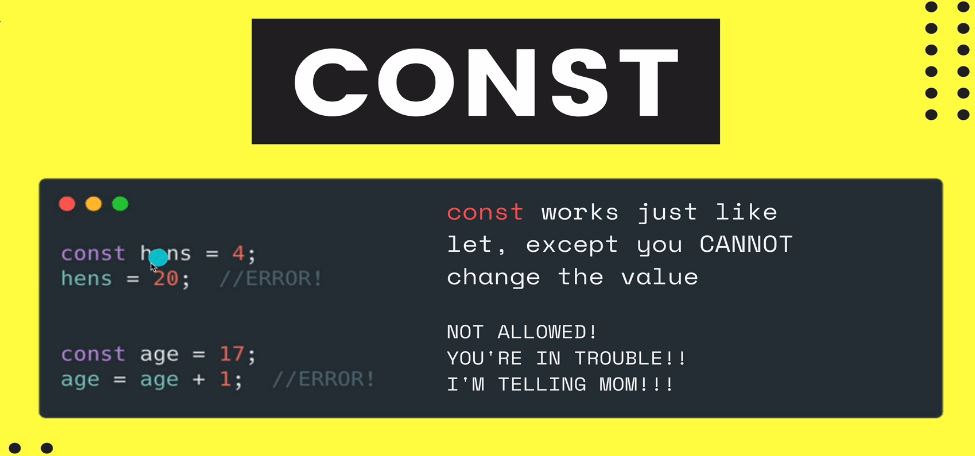 CONST
const hens = 4;
hens = 20;  //ERROR!
const age = 17;
age = age + 1;  //ERROR!
const works just like
let, except you CANNOT
change the value
NOT ALLOWED!
YOU'RE IN TROUBLE!!
I'M TELLING MOM!!!